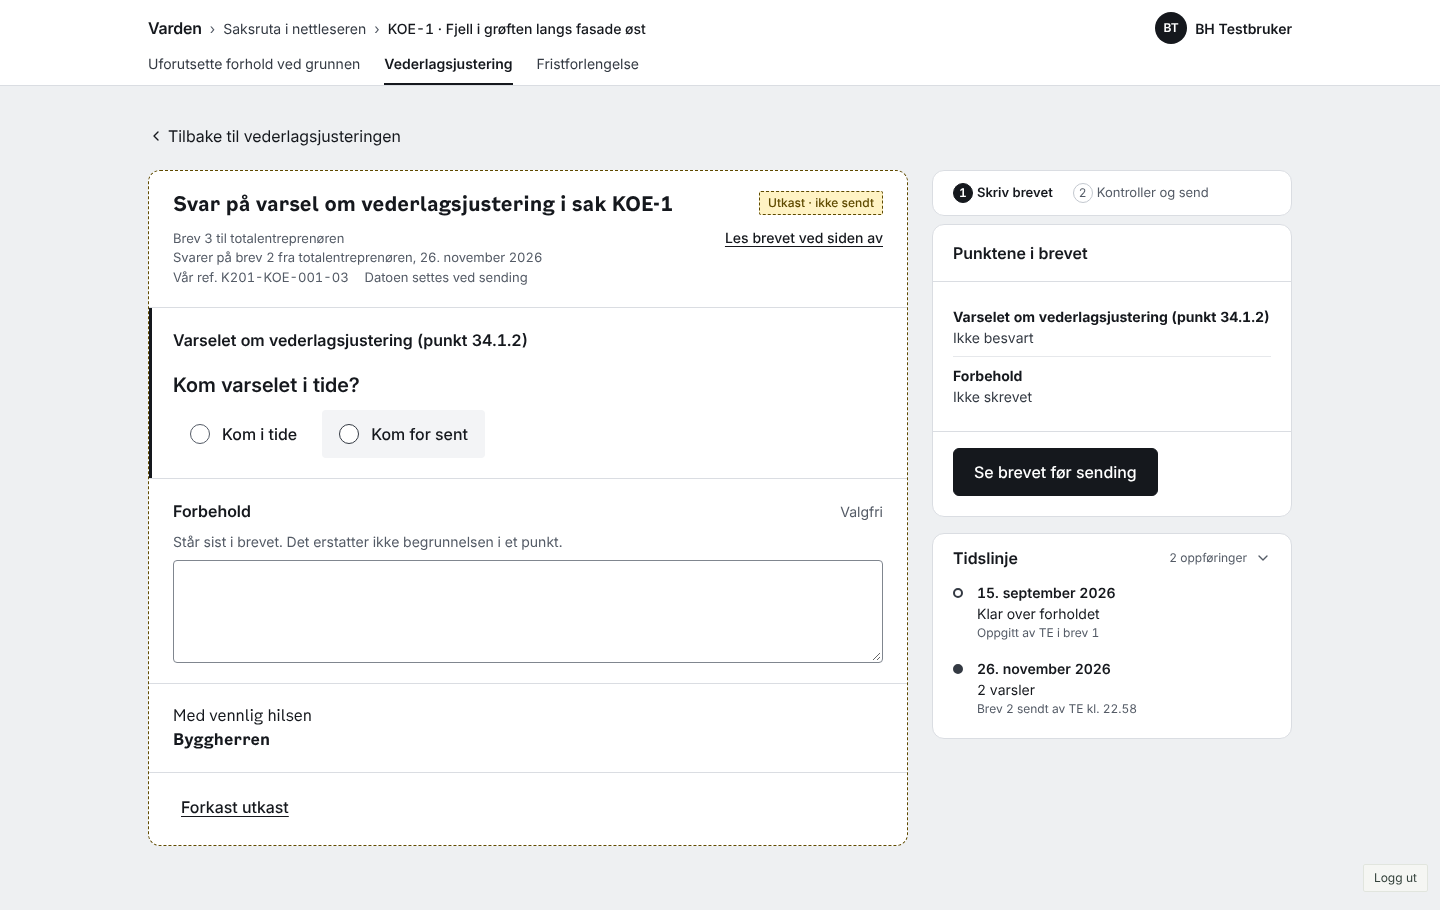 Varden › Saksruta i nettleseren › KOE-1 · Fjell i grøften langs fasade øst
BT BH Testbruker
Uforutsette forhold ved grunnen Vederlagsjustering Fristforlengelse
Tilbake til vederlagsjusteringen
Svar på varsel om vederlagsjustering i sak KOE-1
Utkast · ikke sendt
Brev 3 til totalentreprenøren
Les brevet ved siden av
Svarer på brev 2 fra totalentreprenøren, 26. november 2026
Vår ref. K201-KOE-001-03 Datoen settes ved sending
Varselet om vederlagsjustering (punkt 34.1.2)
Kom varselet i tide?
Kom i tide Kom for sent
Forbehold Valgfri
Står sist i brevet. Det erstatter ikke begrunnelsen i et punkt.
Med vennlig hilsen
Byggherren
Forkast utkast
1 Skriv brevet 2 Kontroller og send
Punktene i brevet
Varselet om vederlagsjustering (punkt 34.1.2)
Ikke besvart
Forbehold
Ikke skrevet
Se brevet før sending
Tidslinje 2 oppføringer
15. september 2026
Klar over forholdet
Oppgitt av TE i brev 1
26. november 2026
2 varsler
Brev 2 sendt av TE kl. 22.58
Logg ut